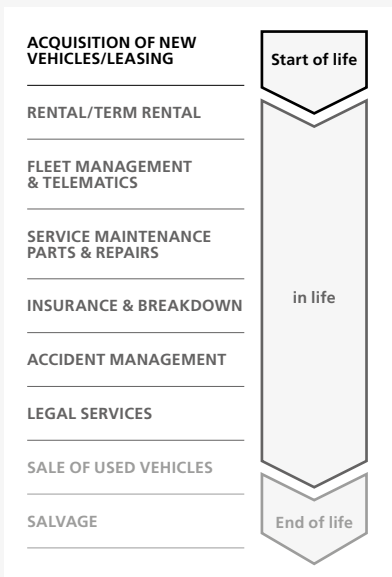 ACQUISITION OF NEW
VEHICLES/LEASING
Start of life
RENTAL/TERM RENTAL
FLEET MANAGEMENT
& TELEMATICS
SERVICE MAINTENANCE
PARTS & REPAIRS
INSURANCE & BREAKDOWN
in life
ACCIDENT MANAGEMENT
LEGAL SERVICES
SALE OF USED VEHICLES
SALVAGE
End of life